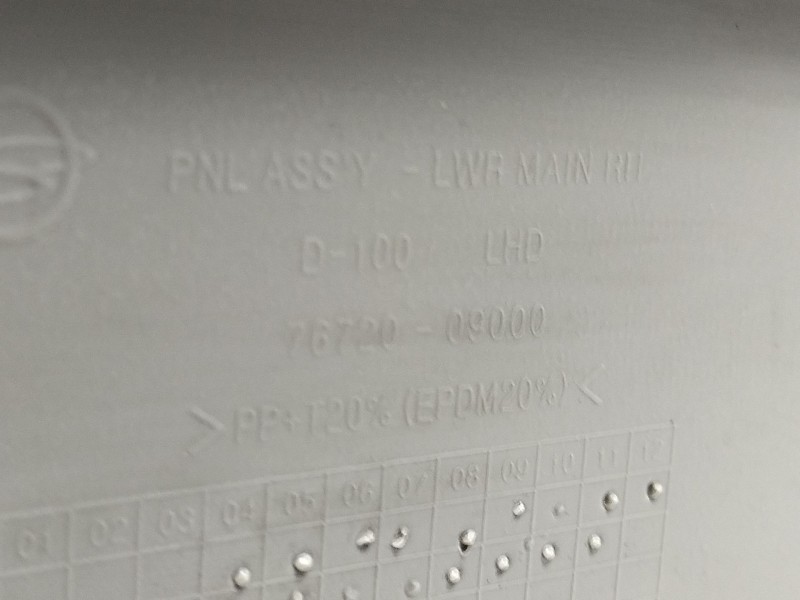 PNL ASS'Y - LWR MAIN RH
D-100 LHD
76720 - 09000
>PP+T20% (EPDM20%)<
01 02 03 04 05 06 07 08 09 10 11 12